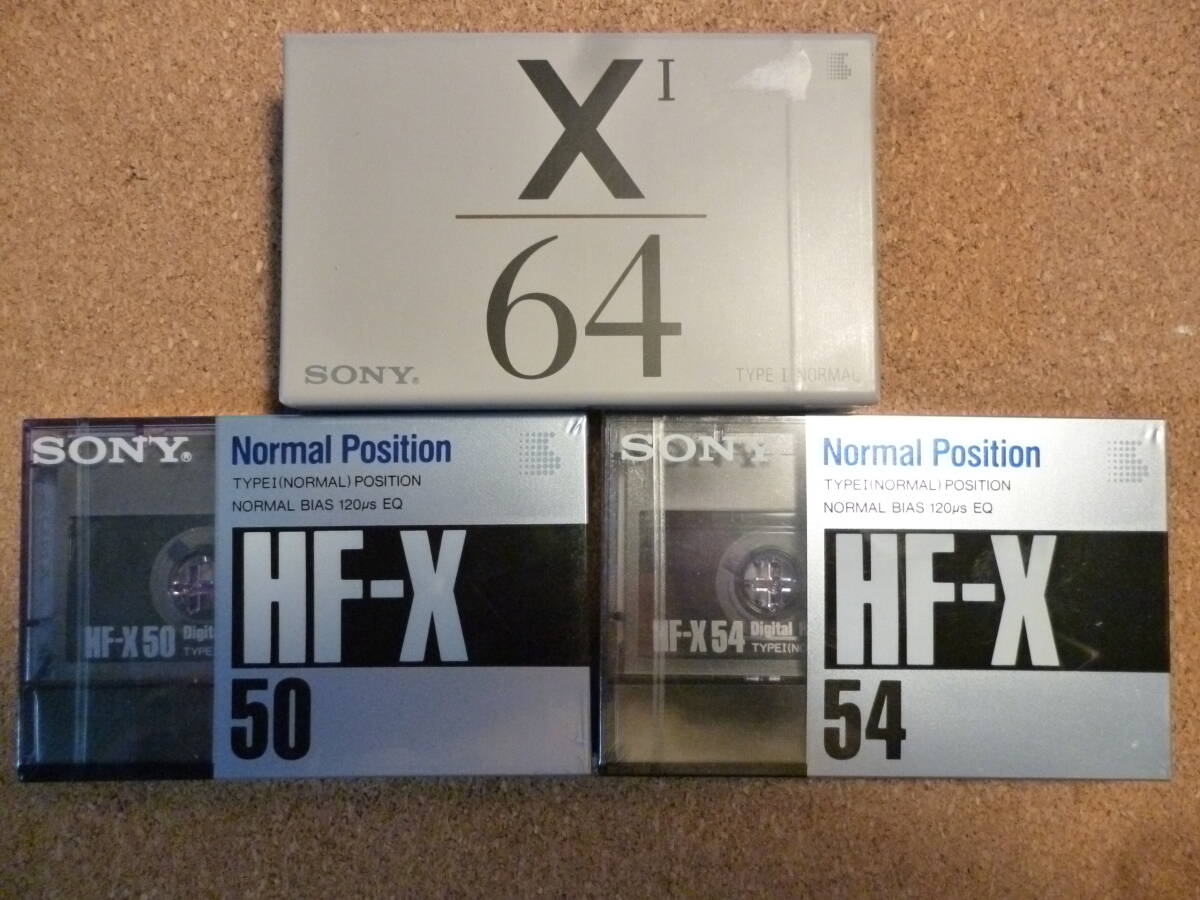 X I
64
SONY®
TYPE I NORMAL
SONY®
Normal Position
TYPE I (NORMAL) POSITION
NORMAL BIAS 120μs EQ
HF-X
50
HF-X 50
SONY
Normal Position
TYPE I (NORMAL) POSITION
NORMAL BIAS 120μs EQ
HF-X
54
HF-X 54 Digital